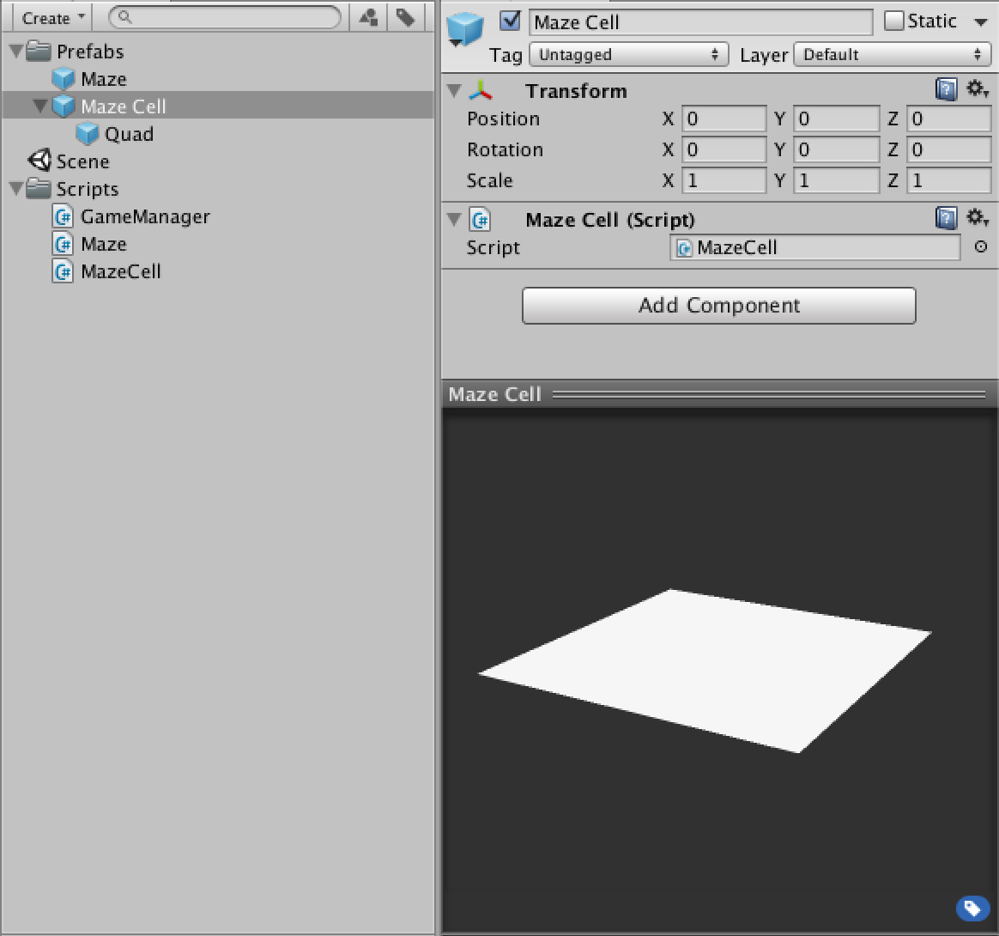 Create
Prefabs
Maze
Maze Cell
Quad
Scene
Scripts
C# GameManager
C# Maze
C# MazeCell
Maze Cell Static
Tag Untagged Layer Default
Transform ?
Position X 0 Y 0 Z 0
Rotation X 0 Y 0 Z 0
Scale X 1 Y 1 Z 1
C# Maze Cell (Script) ?
Script C# MazeCell
Add Component
Maze Cell